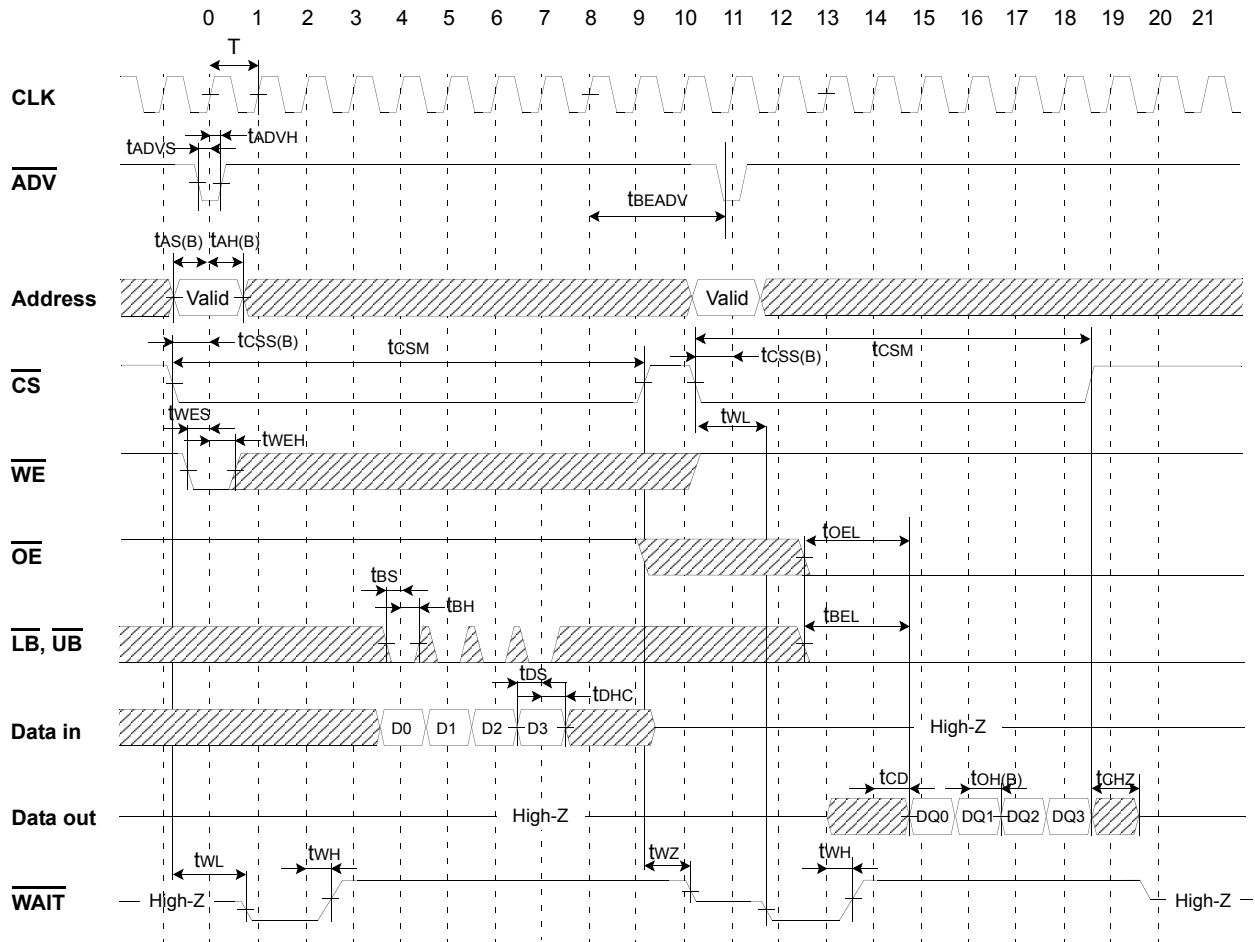 0 1 2 3 4 5 6 7 8 9 10 11 12 13 14 15 16 17 18 19 20 21
T
CLK
tADVH
tADVS
ADV
tBEADV
tAS(B) tAH(B)
Address Valid Valid
tCSS(B) tCSM tCSS(B) tCSM
CS
tWES tWL
tWEH
WE
tOEL
OE
tBS
tBH tBEL
LB, UB
tDS
tDHC
Data in D0 D1 D2 D3 High-Z
tCD tOH(B) tCHZ
Data out High-Z DQ0 DQ1 DQ2 DQ3
tWL tWH tWZ tWH
WAIT High-Z High-Z